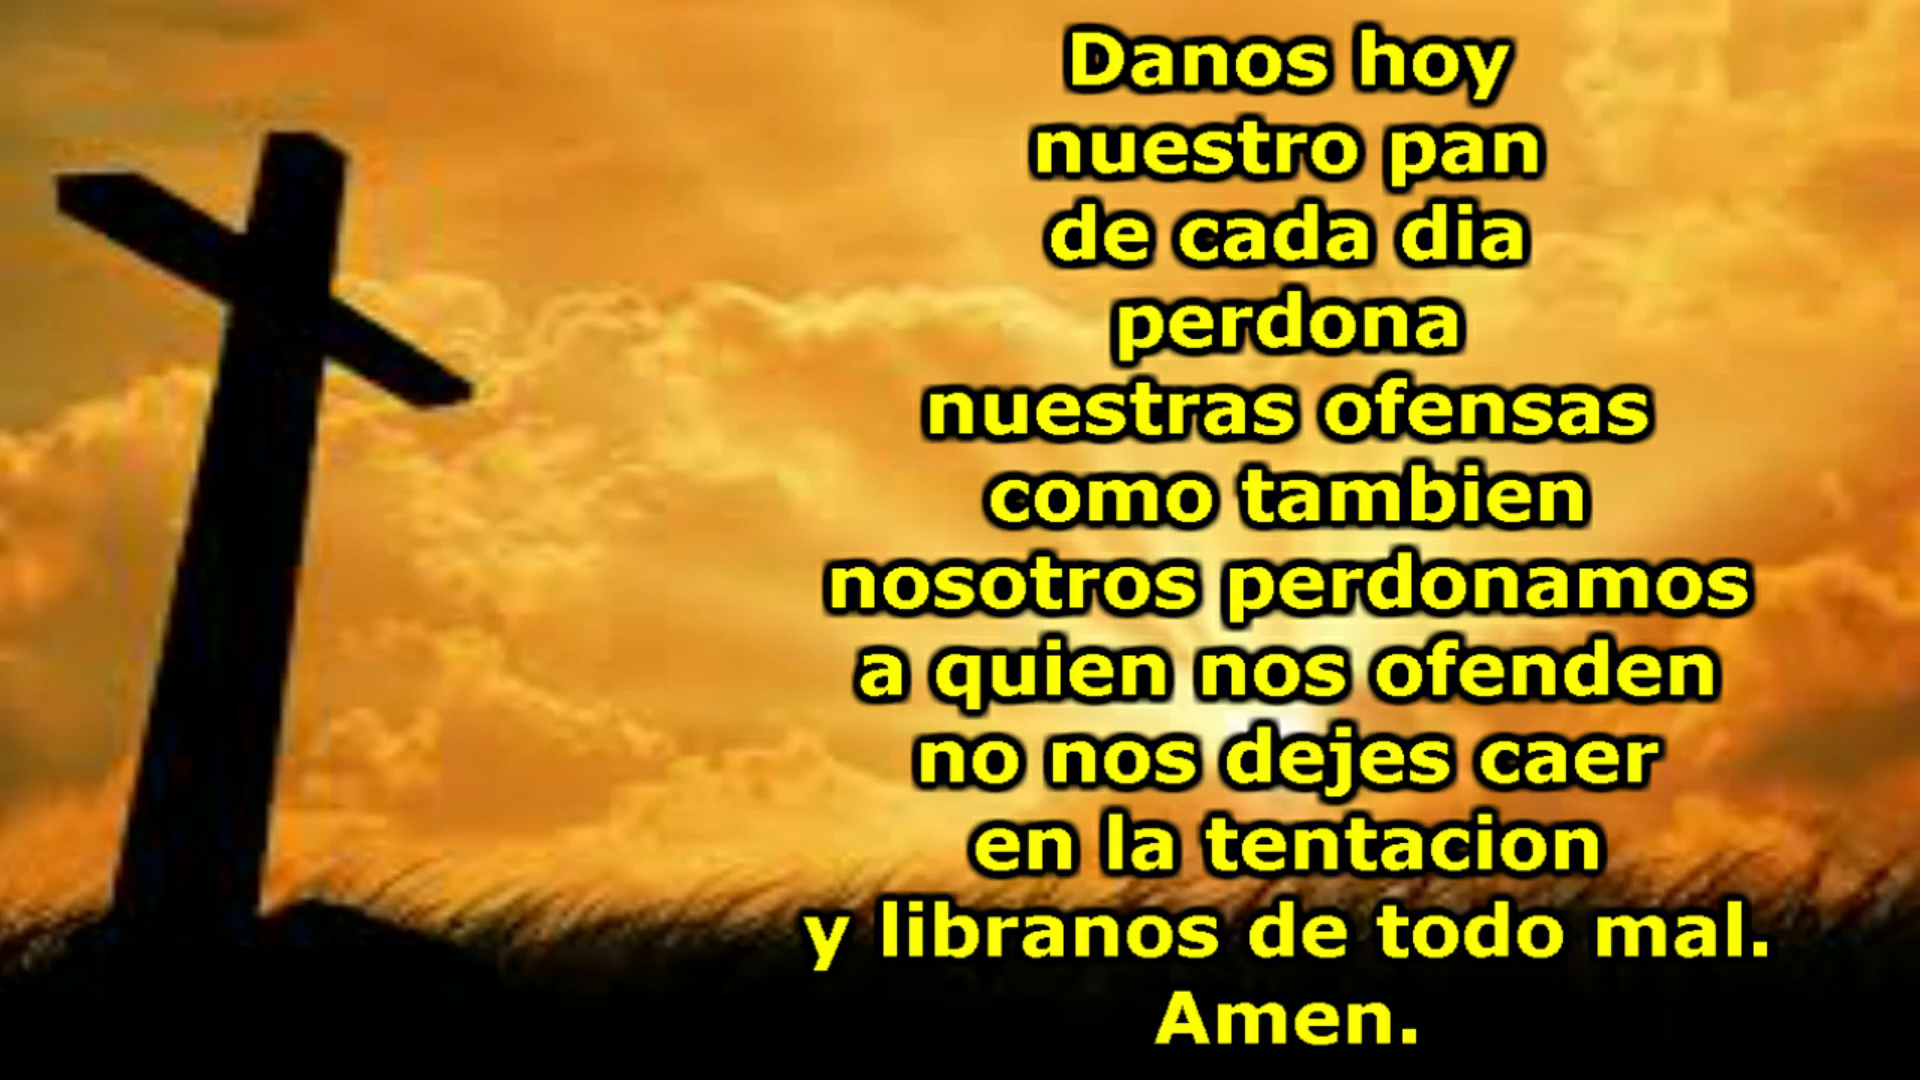 Danos hoy
nuestro pan
de cada dia
perdona
nuestras ofensas
como tambien
nosotros perdonamos
a quien nos ofenden
no nos dejes caer
en la tentacion
y libranos de todo mal.
Amen.